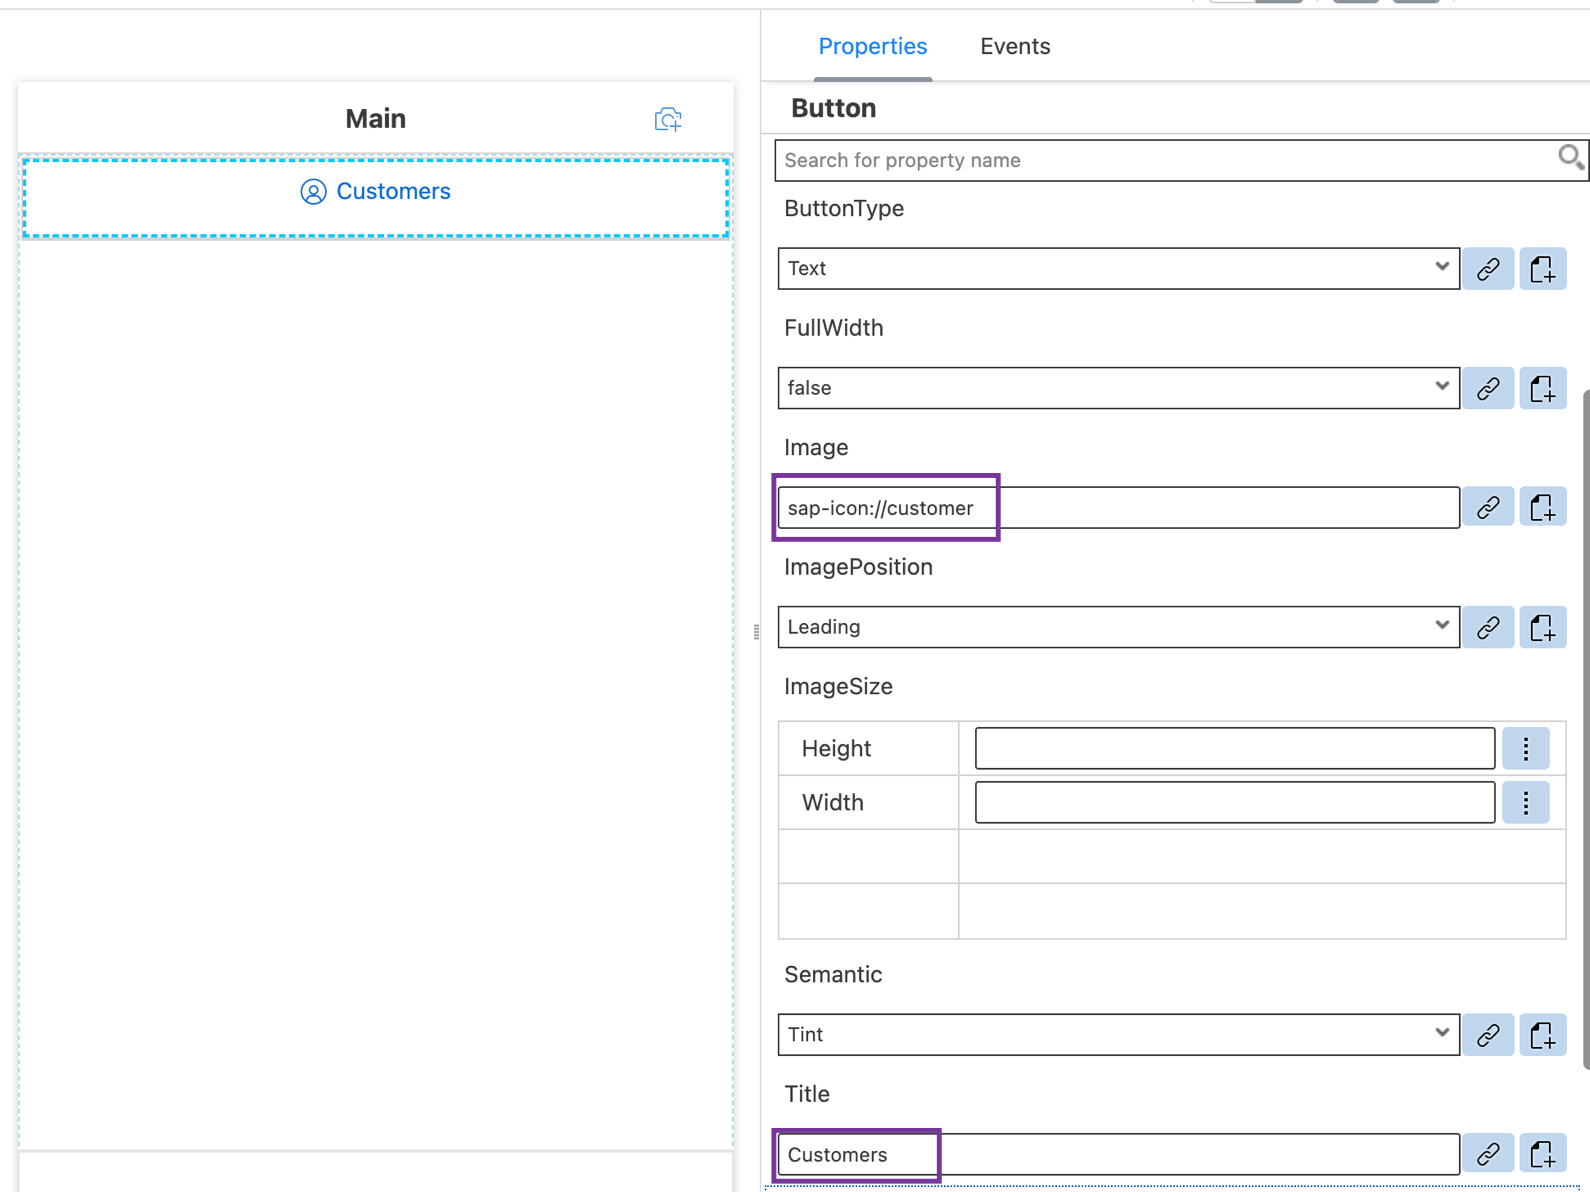 Main
Customers
Properties
Events
Button
Search for property name
ButtonType
Text
FullWidth
false
Image
sap-icon://customer
ImagePosition
Leading
ImageSize
Height
Width
Semantic
Tint
Title
Customers